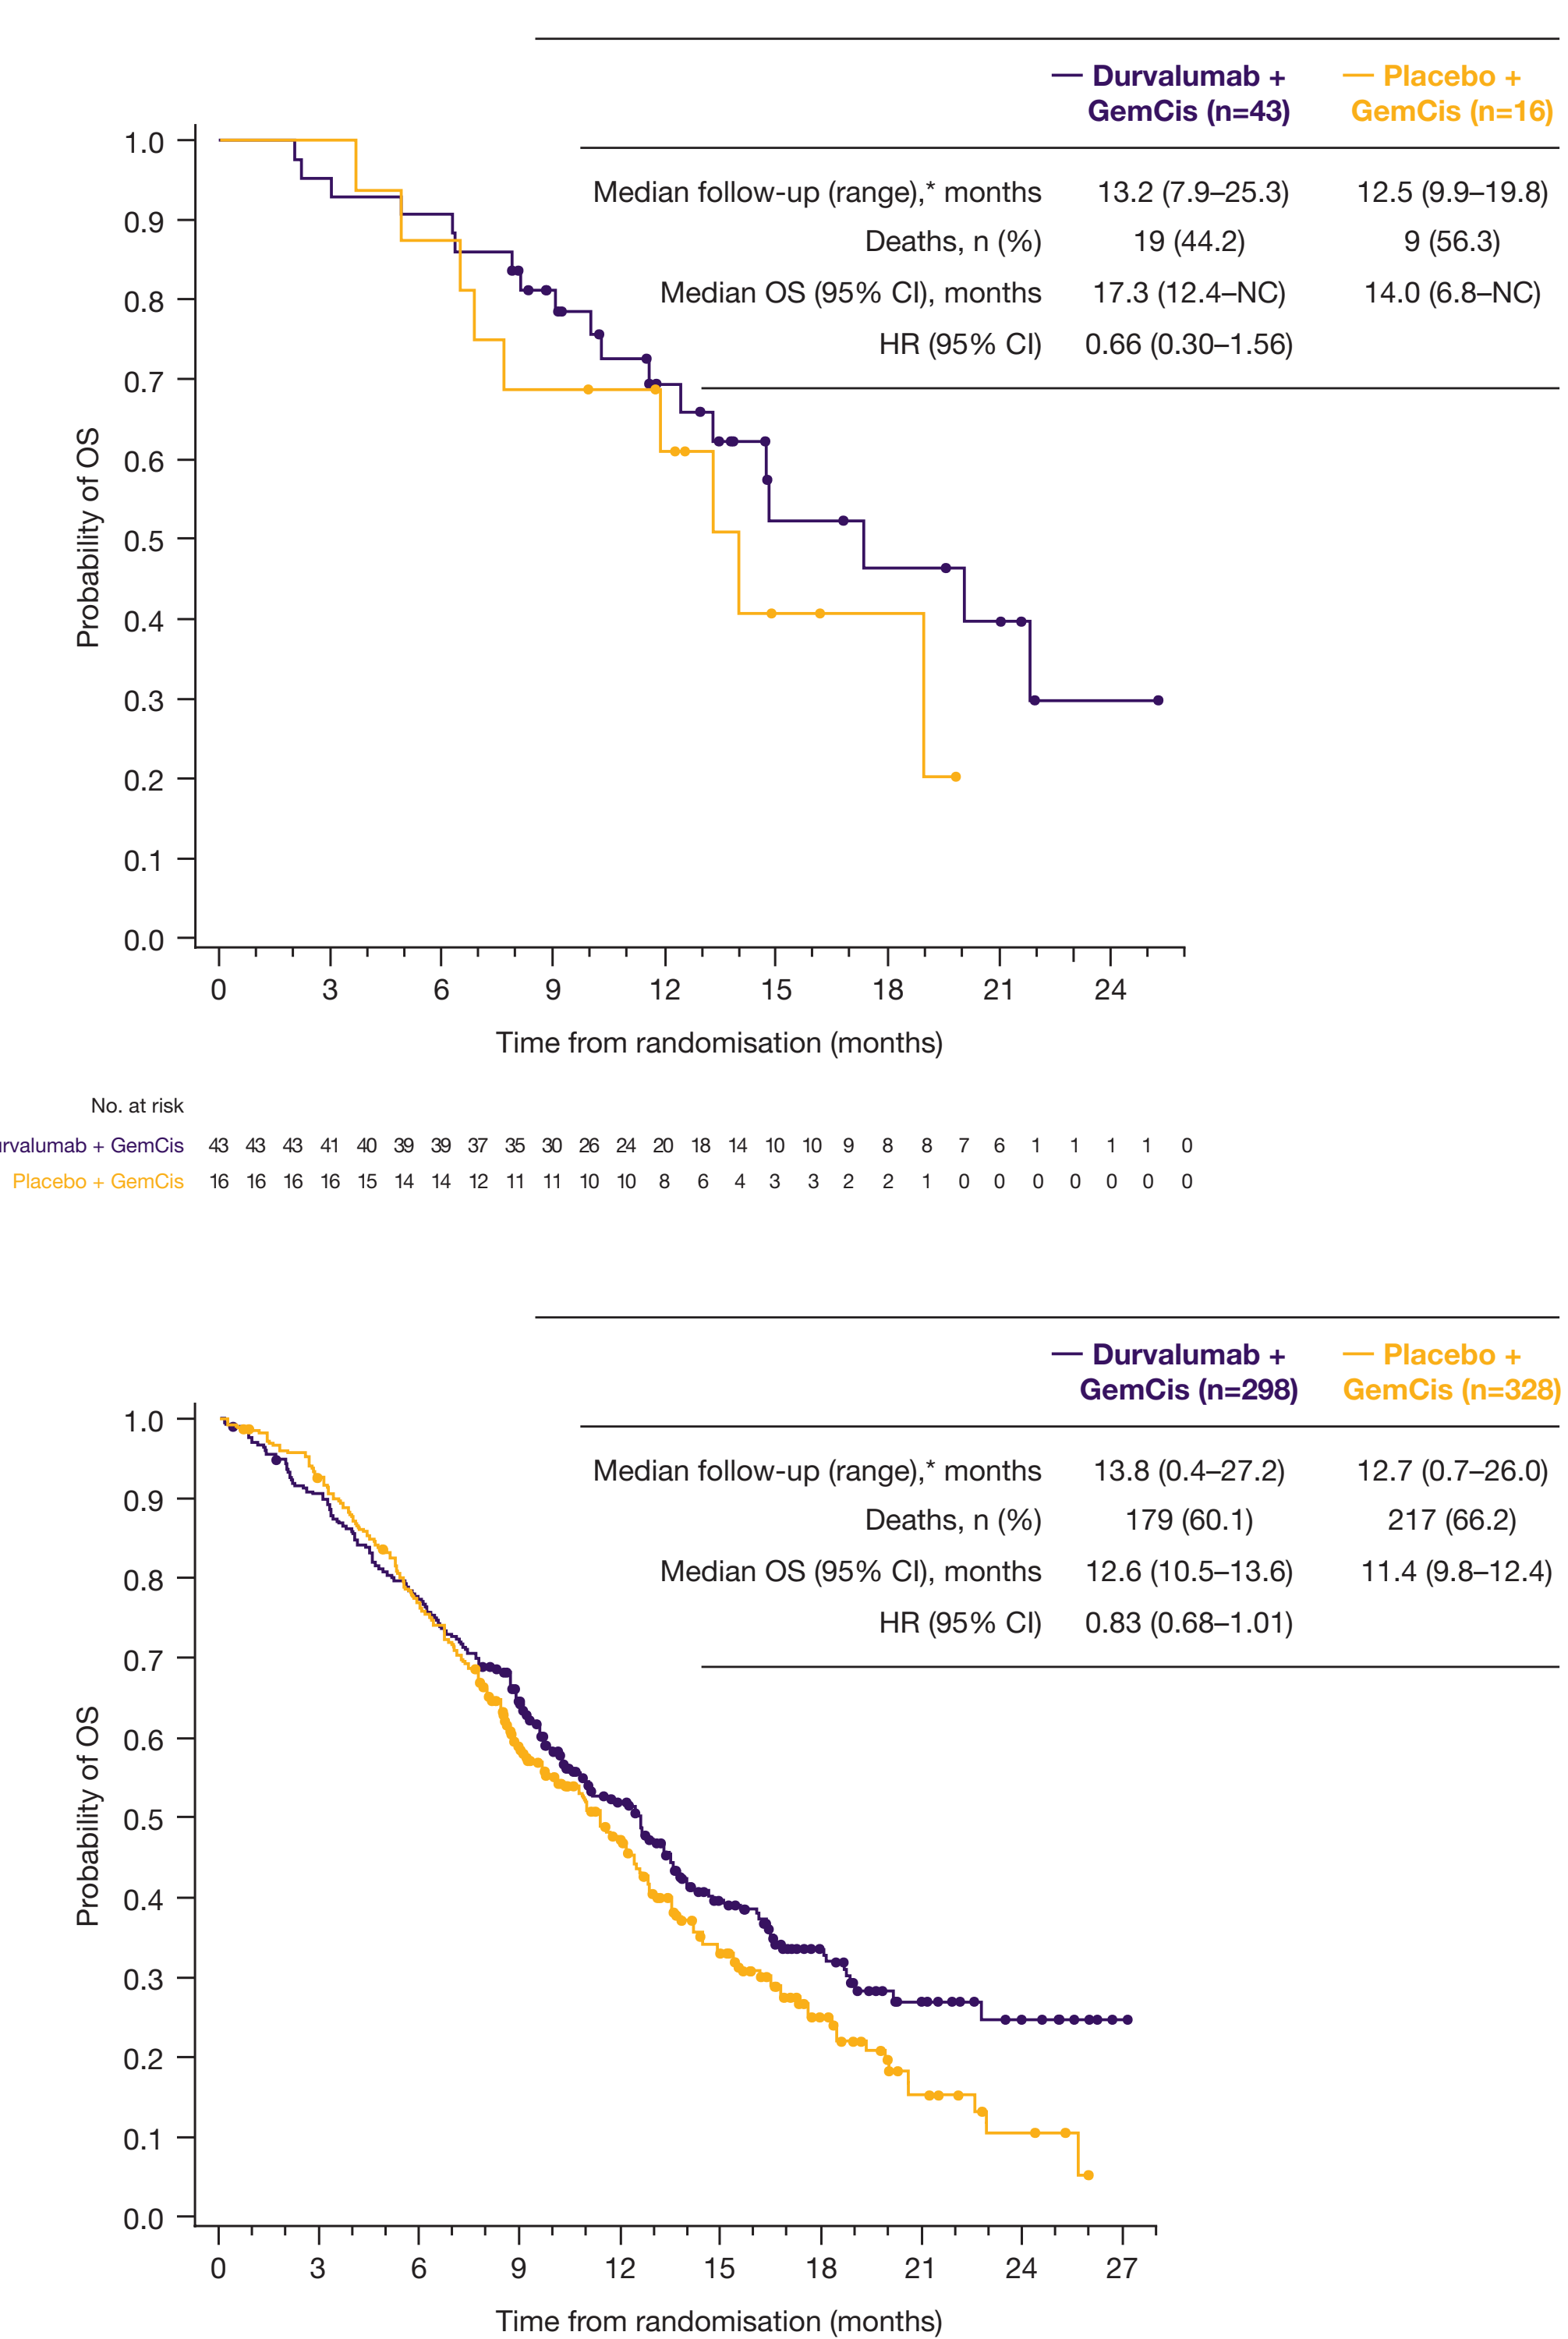 Durvalumab + Placebo +
GemCis (n=43) GemCis (n=16)
Median follow-up (range),* months 13.2 (7.9–25.3) 12.5 (9.9–19.8)
Deaths, n (%) 19 (44.2) 9 (56.3)
Median OS (95% CI), months 17.3 (12.4–NC) 14.0 (6.8–NC)
HR (95% CI) 0.66 (0.30–1.56)
Probability of OS
1.0
0.9
0.8
0.7
0.6
0.5
0.4
0.3
0.2
0.1
0.0
0 3 6 9 12 15 18 21 24
Time from randomisation (months)
No. at risk
urvalumab + GemCis 43 43 43 41 40 39 39 37 35 30 26 24 20 18 14 10 10 9 8 8 7 6 1 1 1 1 0
Placebo + GemCis 16 16 16 16 15 14 14 12 11 11 10 10 8 6 4 3 3 2 2 1 0 0 0 0 0 0 0
Durvalumab + Placebo +
GemCis (n=298) GemCis (n=328)
Median follow-up (range),* months 13.8 (0.4–27.2) 12.7 (0.7–26.0)
Deaths, n (%) 179 (60.1) 217 (66.2)
Median OS (95% CI), months 12.6 (10.5–13.6) 11.4 (9.8–12.4)
HR (95% CI) 0.83 (0.68–1.01)
Probability of OS
1.0
0.9
0.8
0.7
0.6
0.5
0.4
0.3
0.2
0.1
0.0
0 3 6 9 12 15 18 21 24 27
Time from randomisation (months)